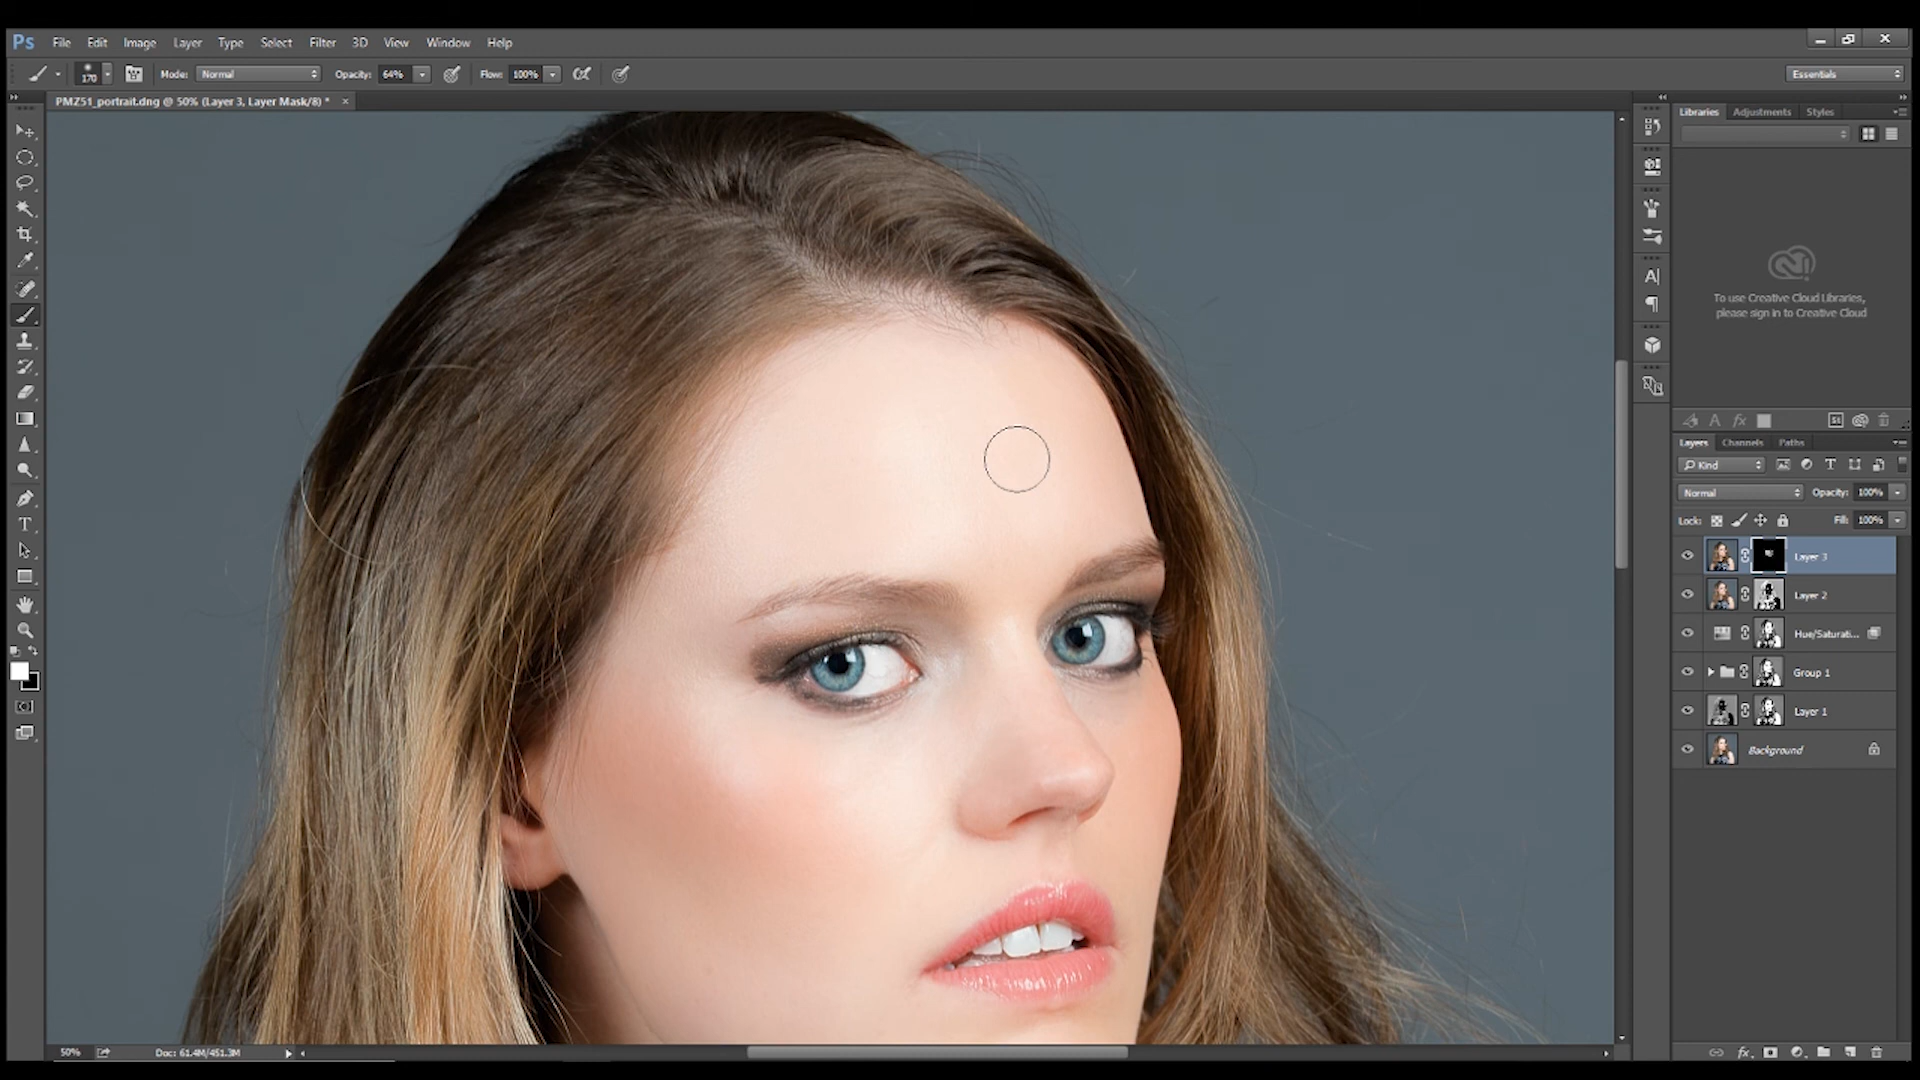 Ps File Edit Image Layer Type Select Filter 3D View Window Help
170 Mode: Normal Opacity: 64% Flow: 100% Essentials
PMZ51_portrait.dng @ 50% (Layer 3, Layer Mask/8) * ×
Libraries Adjustments Styles
To use Creative Cloud Libraries,
please sign in to Creative Cloud
Layers Channels Paths
Kind
Normal Opacity: 100%
Lock: Fill: 100%
Layer 3
Layer 2
Hue/Saturati...
Group 1
Layer 1
Background
50% Doc: 61.4M/451.3M